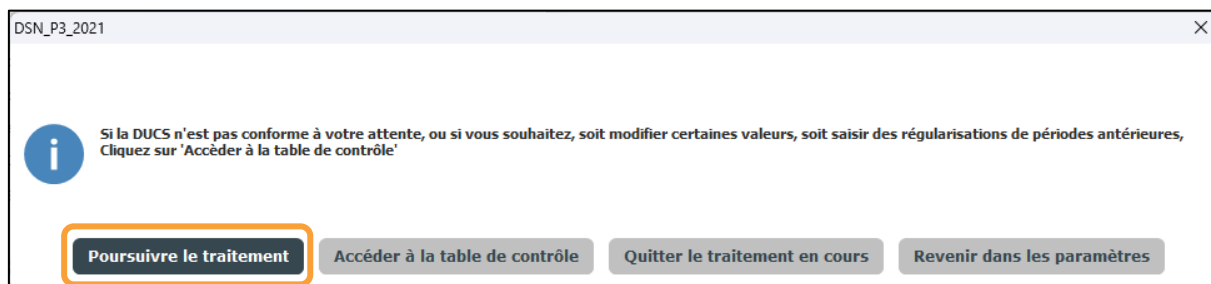 DSN_P3_2021
Si la DUCS n'est pas conforme à votre attente, ou si vous souhaitez, soit modifier certaines valeurs, soit saisir des régularisations de périodes antérieures,
Cliquez sur 'Accèder à la table de contrôle'
Poursuivre le traitement
Accéder à la table de contrôle
Quitter le traitement en cours
Revenir dans les paramètres